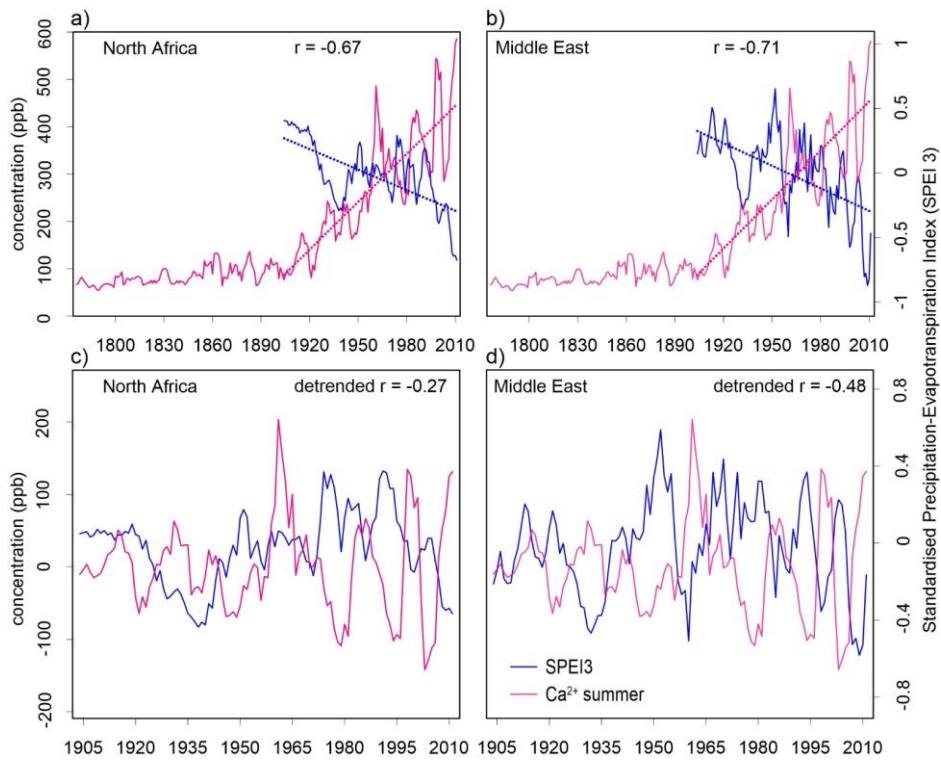 a)
North Africa
r = -0.67
600
500
400
300
200
100
0
concentration (ppb)
1800 1830 1860 1890 1920 1950 1980 2010
b)
Middle East
r = -0.71
1
0.5
0
-0.5
-1
1800 1830 1860 1890 1920 1950 1980 2010
c)
North Africa
detrended r = -0.27
200
100
0
-100
-200
concentration (ppb)
1905 1920 1935 1950 1965 1980 1995 2010
d)
Middle East
detrended r = -0.48
0.8
0.4
0
-0.4
-0.8
SPEI3
Ca²⁺ summer
1905 1920 1935 1950 1965 1980 1995 2010
Standardised Precipitation-Evapotranspiration Index (SPEI 3)